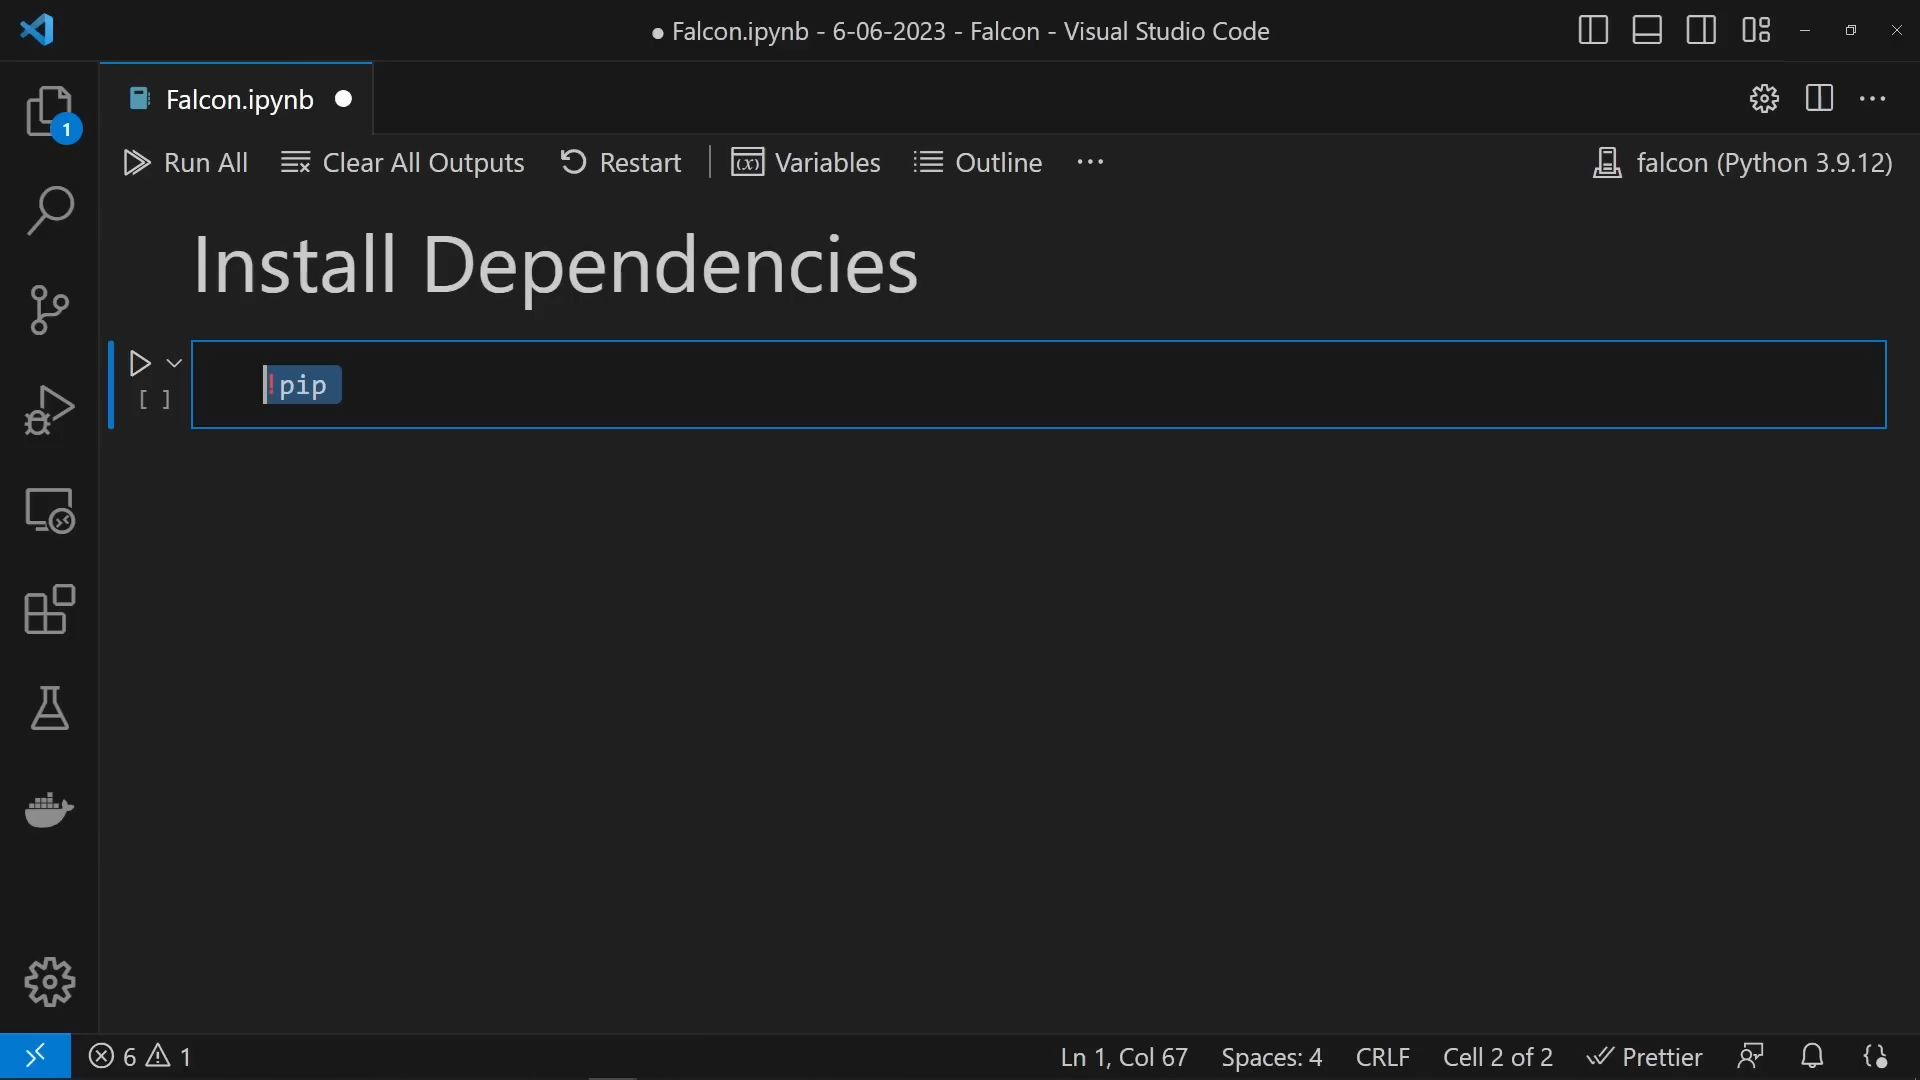 ● Falcon.ipynb - 6-06-2023 - Falcon - Visual Studio Code
1
Falcon.ipynb
Run All
Clear All Outputs
Restart
(x) Variables
Outline
falcon (Python 3.9.12)
Install Dependencies
!pip
[ ]
6
1
Ln 1, Col 67
Spaces: 4
CRLF
Cell 2 of 2
Prettier